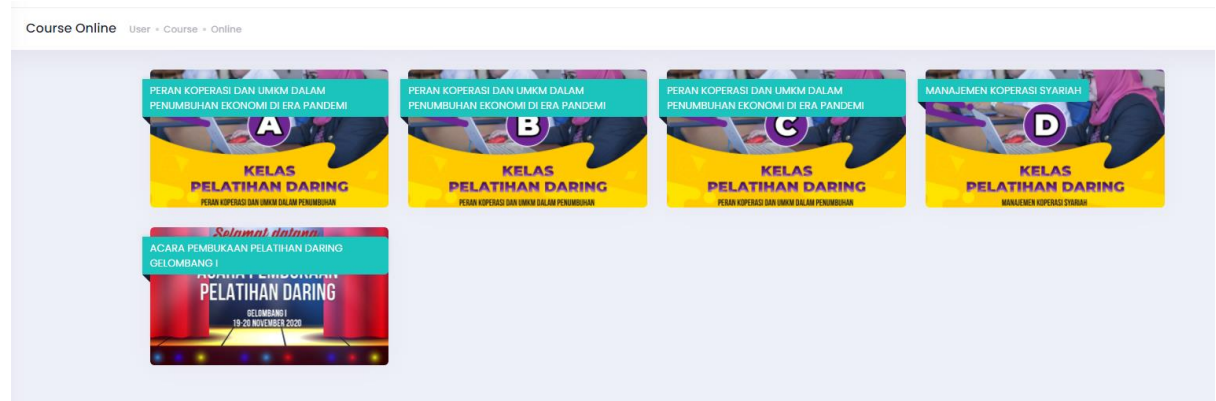 Course Online User • Course • Online
PERAN KOPERASI DAN UMKM DALAM
PENUMBUHAN EKONOMI DI ERA PANDEMI
A
KELAS
PELATIHAN DARING
PERAN KOPERASI DAN UMKM DALAM PENUMBUHAN
PERAN KOPERASI DAN UMKM DALAM
PENUMBUHAN EKONOMI DI ERA PANDEMI
B
KELAS
PELATIHAN DARING
PERAN KOPERASI DAN UMKM DALAM PENUMBUHAN
PERAN KOPERASI DAN UMKM DALAM
PENUMBUHAN EKONOMI DI ERA PANDEMI
C
KELAS
PELATIHAN DARING
PERAN KOPERASI DAN UMKM DALAM PENUMBUHAN
MANAJEMEN KOPERASI SYARIAH
D
KELAS
PELATIHAN DARING
MANAJEMEN KOPERASI SYARIAH
Selamat datang
ACARA PEMBUKAAN PELATIHAN DARING
GELOMBANG I
ACARA PEMBUKAAN
PELATIHAN DARING
GELOMBANG I
19-20 NOVEMBER 2020